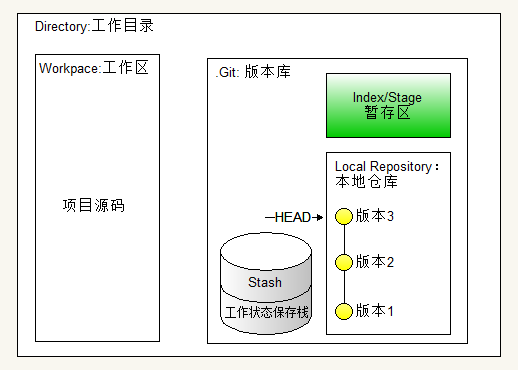 Directory:工作目录
Workpace:工作区
项目源码
.Git: 版本库
Index/Stage
暂存区
Local Repository：
本地仓库
HEAD
版本3
版本2
版本1
Stash
工作状态保存栈